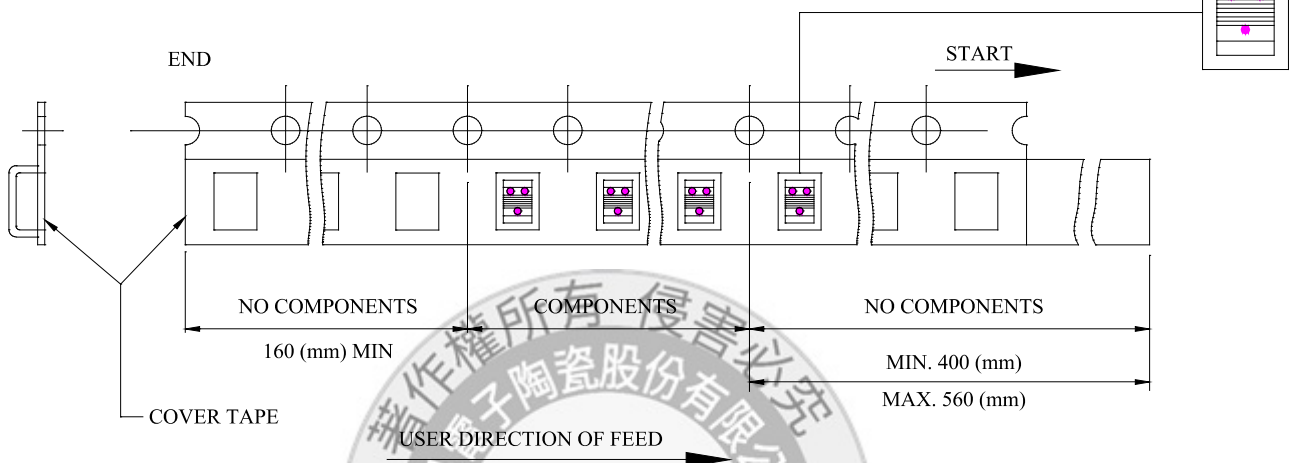 END
START
NO COMPONENTS
COMPONENTS
NO COMPONENTS
160 (mm) MIN
MIN. 400 (mm)
MAX. 560 (mm)
COVER TAPE
USER DIRECTION OF FEED
著作權所有 侵害必究
電子陶瓷股份有限公